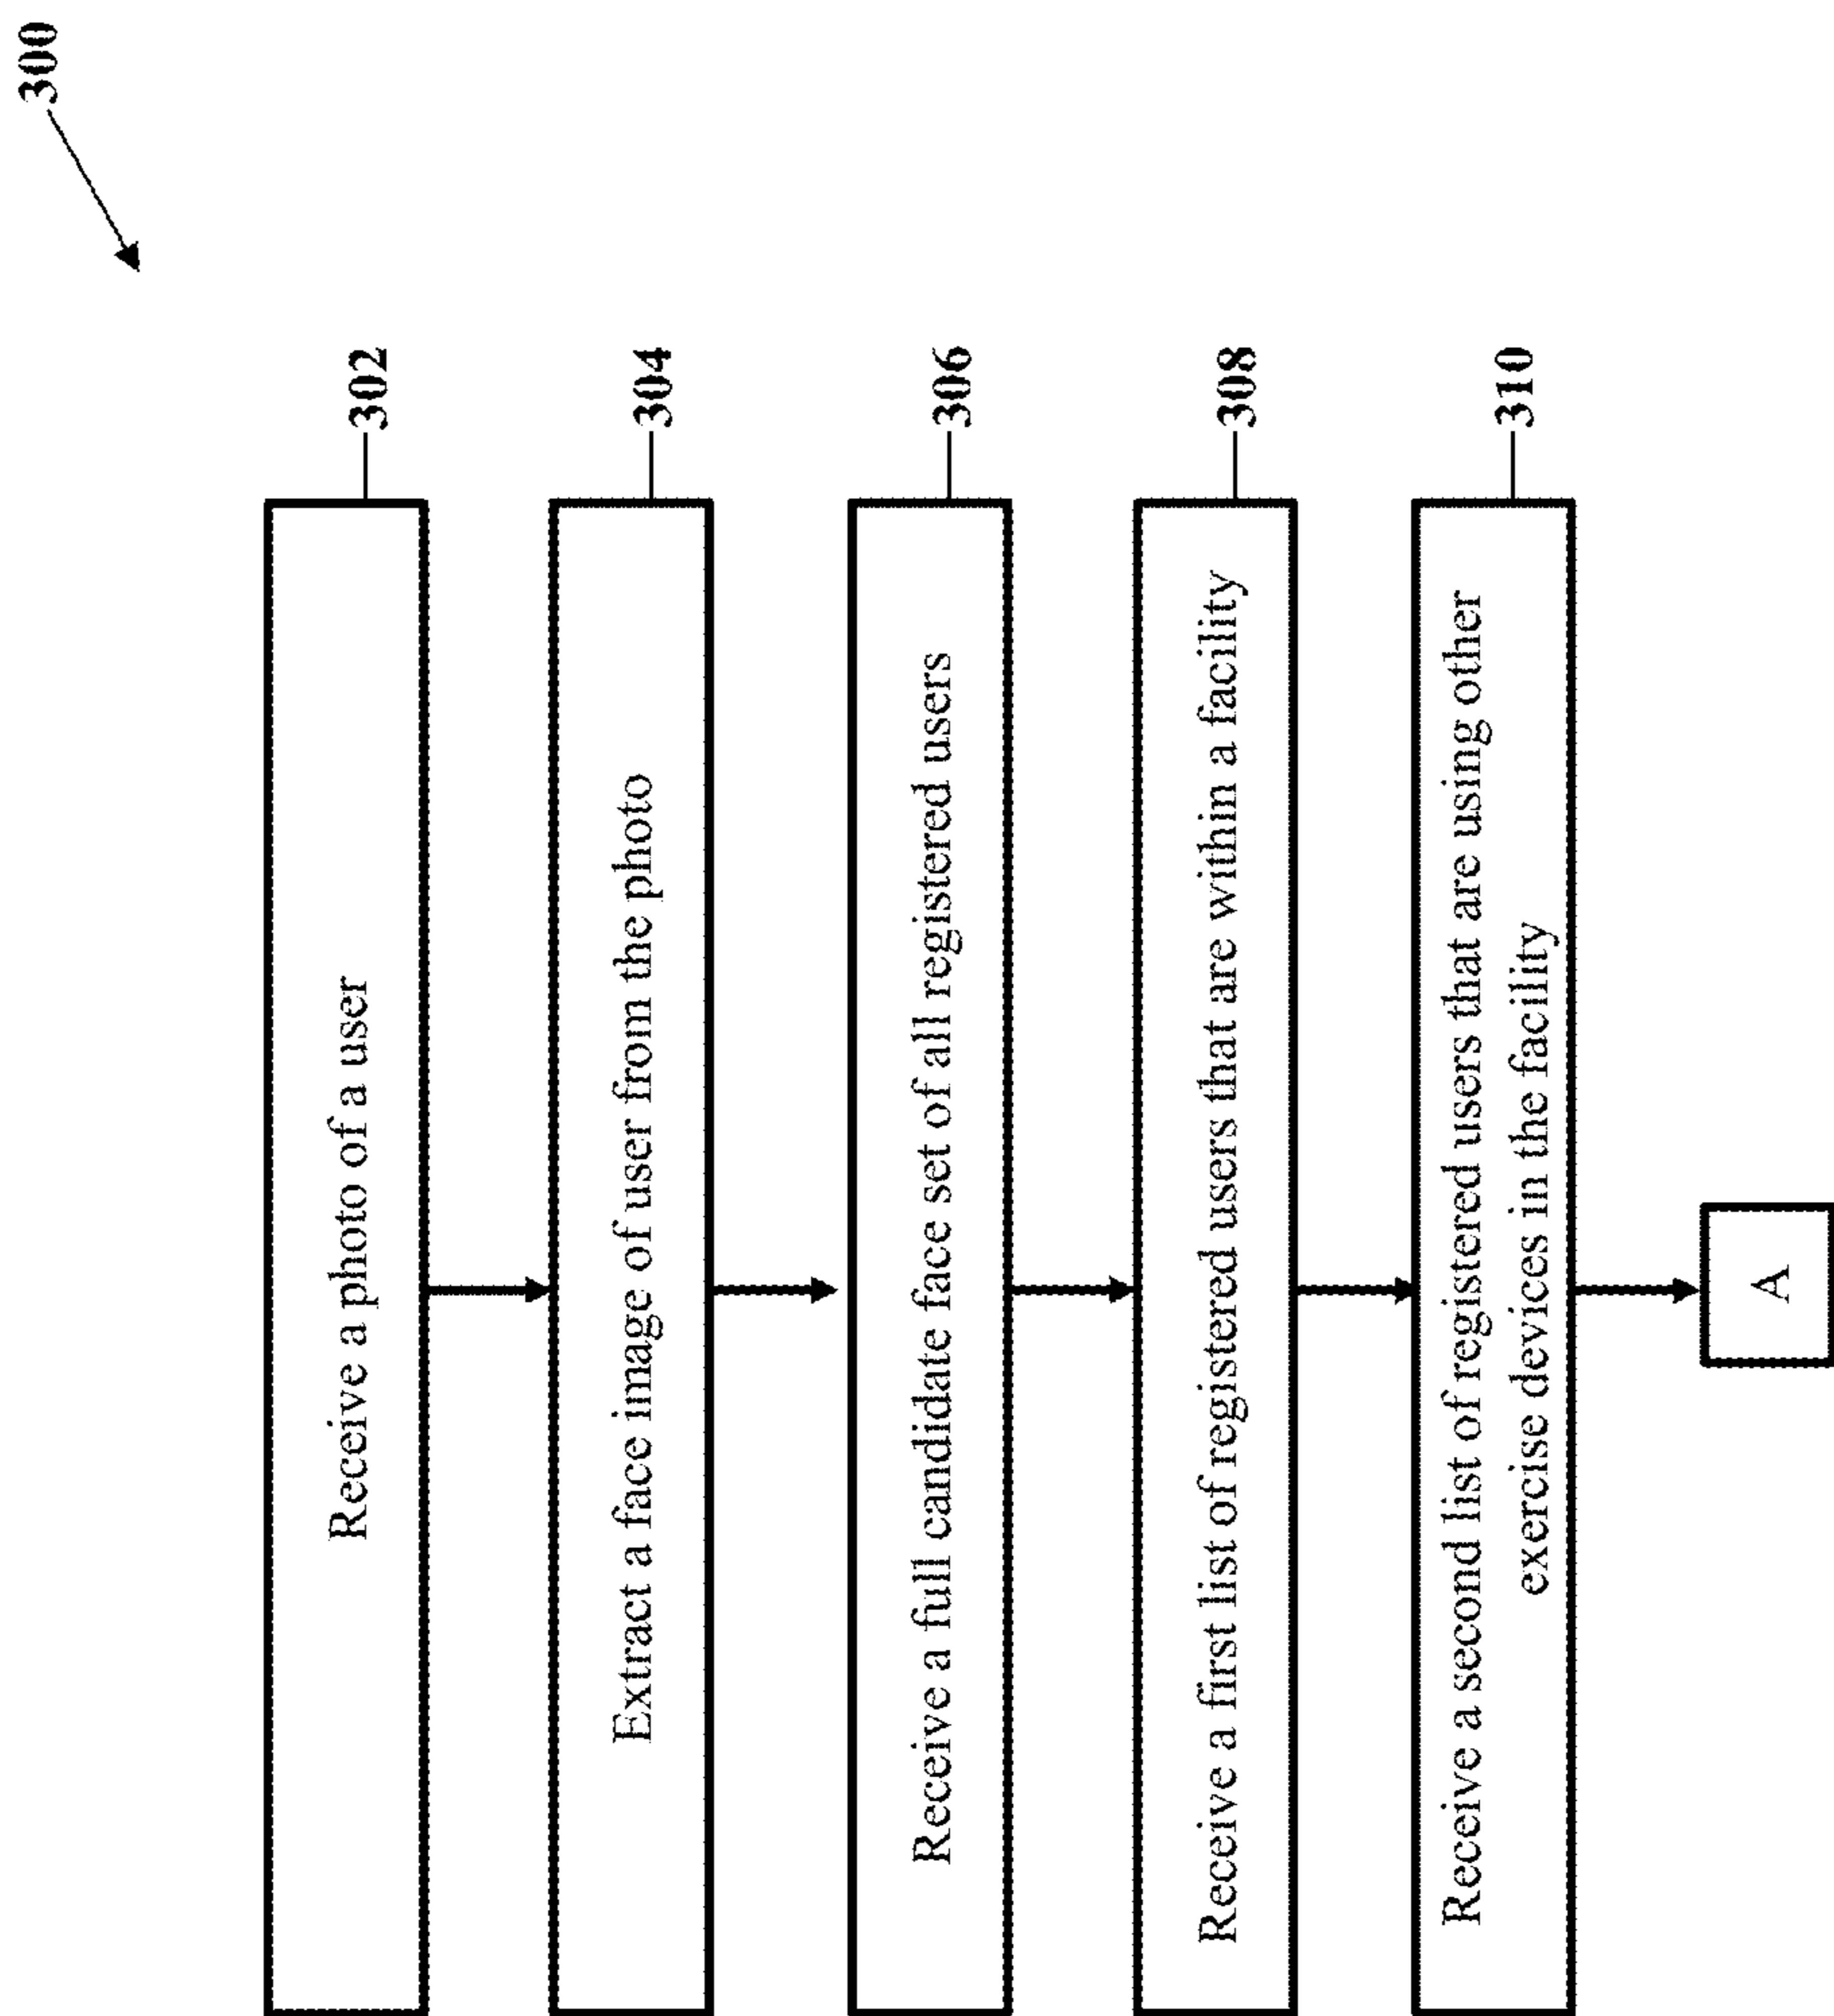 300
Receive a photo of a user
302
Extract a face image of user from the photo
304
Receive a full candidate face set of all registered users
306
Receive a first list of registered users that are within a facility
308
Receive a second list of registered users that are using other
exercise devices in the facility
310
A